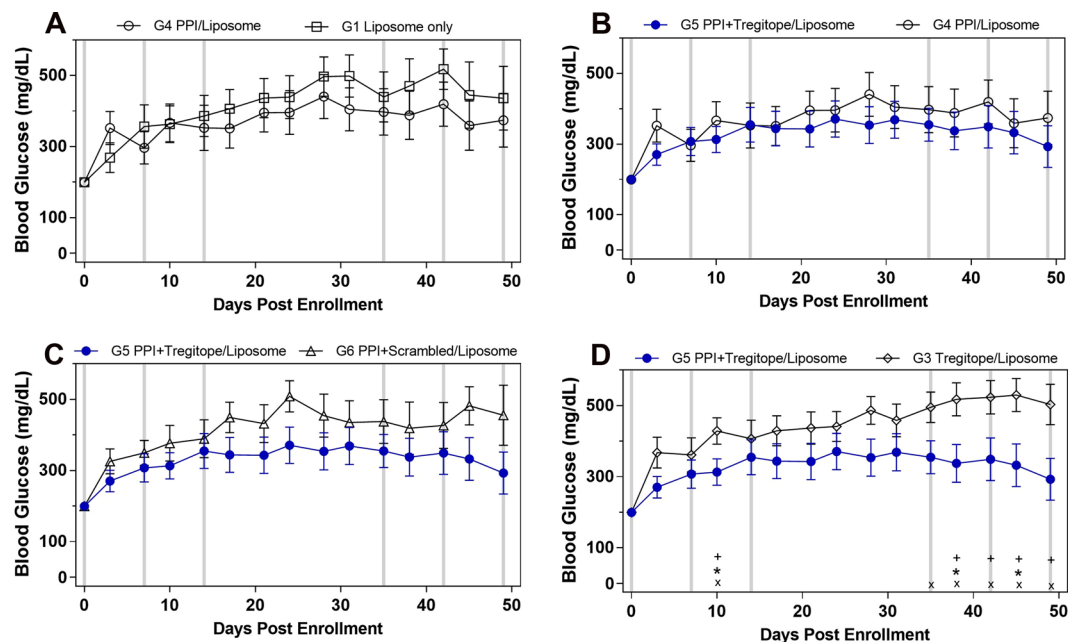 A
G4 PPI/Liposome G1 Liposome only
Blood Glucose (mg/dL)
500
300
100
0
0 10 20 30 40 50
Days Post Enrollment
B
G5 PPI+Tregitope/Liposome G4 PPI/Liposome
Blood Glucose (mg/dL)
500
300
100
0
0 10 20 30 40 50
Days Post Enrollment
C
G5 PPI+Tregitope/Liposome G6 PPI+Scrambled/Liposome
Blood Glucose (mg/dL)
500
300
100
0
0 10 20 30 40 50
Days Post Enrollment
D
G5 PPI+Tregitope/Liposome G3 Tregitope/Liposome
Blood Glucose (mg/dL)
500
300
100
0
+ + + + +
* * *
x x x x x x
0 10 20 30 40 50
Days Post Enrollment